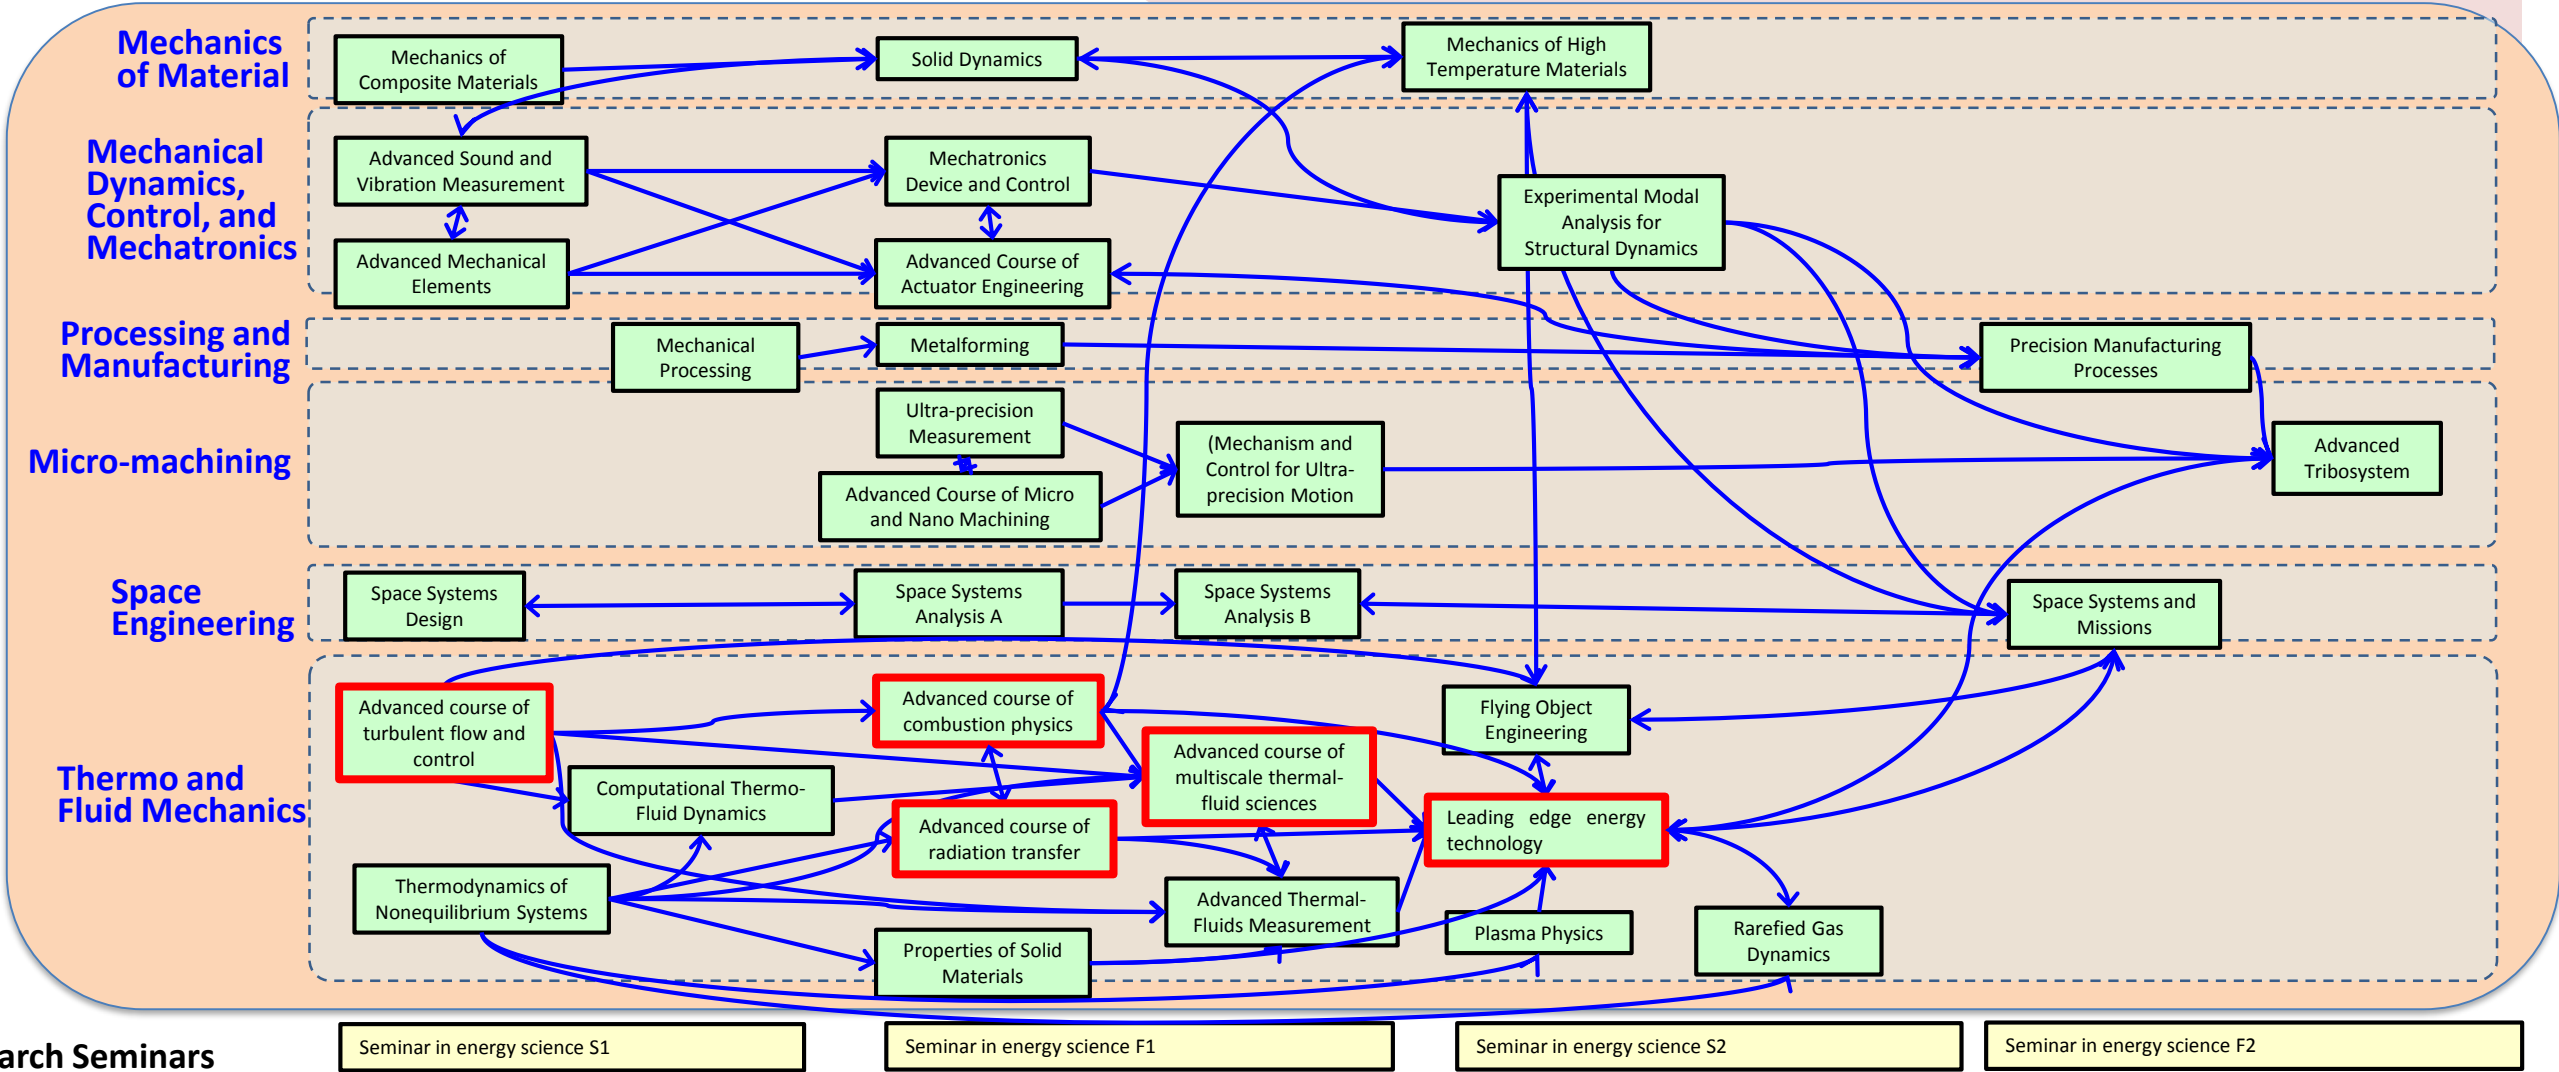 Mechanics
of Material
Mechanics of
Composite Materials
Solid Dynamics
Mechanics of High
Temperature Materials
Mechanical
Dynamics,
Control, and
Mechatronics
Advanced Sound and
Vibration Measurement
Mechatronics
Device and Control
Experimental Modal
Analysis for
Structural Dynamics
Advanced Mechanical
Elements
Advanced Course of
Actuator Engineering
Processing and
Manufacturing
Mechanical
Processing
Metalforming
Precision Manufacturing
Processes
Micro-machining
Ultra-precision
Measurement
Advanced Course of Micro
and Nano Machining
(Mechanism and
Control for Ultra-
precision Motion
Advanced
Tribosystem
Space
Engineering
Space Systems
Design
Space Systems
Analysis A
Space Systems
Analysis B
Space Systems and
Missions
Thermo and
Fluid Mechanics
Advanced course of
turbulent flow and
control
Advanced course of
combustion physics
Flying Object
Engineering
Computational Thermo-
Fluid Dynamics
Advanced course of
multiscale thermal-
fluid sciences
Advanced course of
radiation transfer
Leading edge energy
technology
Thermodynamics of
Nonequilibrium Systems
Advanced Thermal-
Fluids Measurement
Properties of Solid
Materials
Plasma Physics
Rarefied Gas
Dynamics
arch Seminars
Seminar in energy science S1
Seminar in energy science F1
Seminar in energy science S2
Seminar in energy science F2